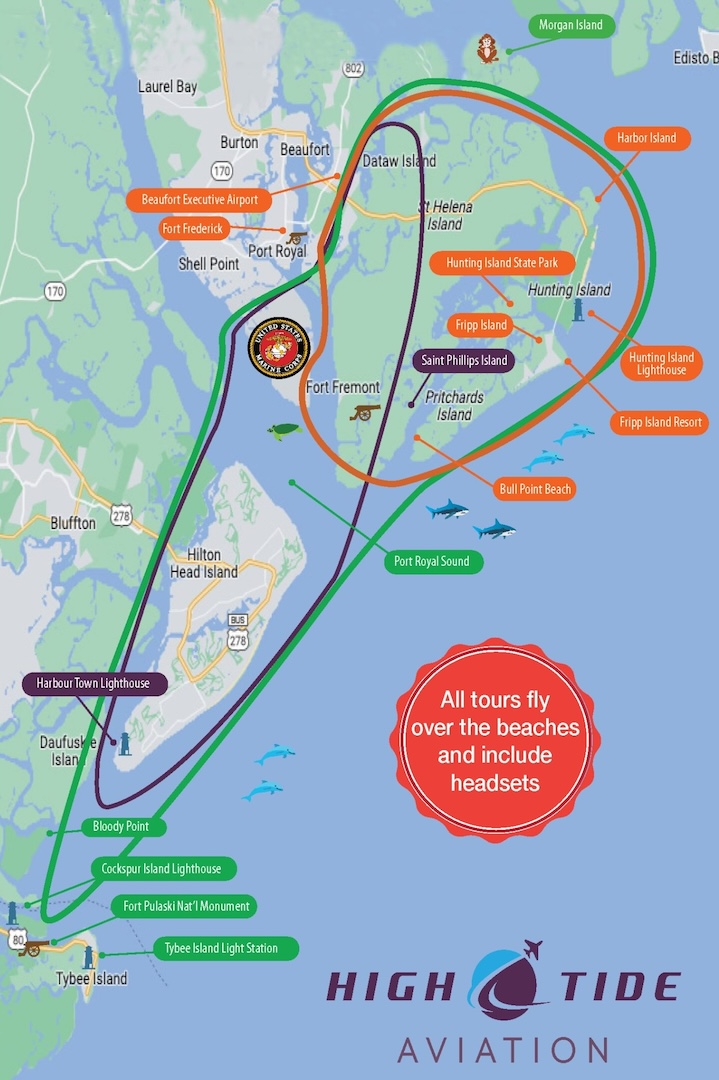 Morgan Island
Edisto B
802
Laurel Bay
Burton
Beaufort
Harbor Island
Dataw Island
170
Beaufort Executive Airport
St Helena
Island
Fort Frederick
Port Royal
Shell Point
Hunting Island State Park
170
Hunting Island
Fripp Island
UNITED STATES
MARINE CORPS
Saint Phillips Island
Hunting Island
Lighthouse
Fort Fremont
Pritchards
Island
Fripp Island Resort
Bull Point Beach
278
Bluffton
Hilton
Head Island
Port Royal Sound
BUS
278
Harbour Town Lighthouse
All tours fly
over the beaches
and include
headsets
Daufuskie
Island
Bloody Point
Cockspur Island Lighthouse
Fort Pulaski Nat'l Monument
80
Tybee Island Light Station
Tybee Island
HIGH TIDE
AVIATION